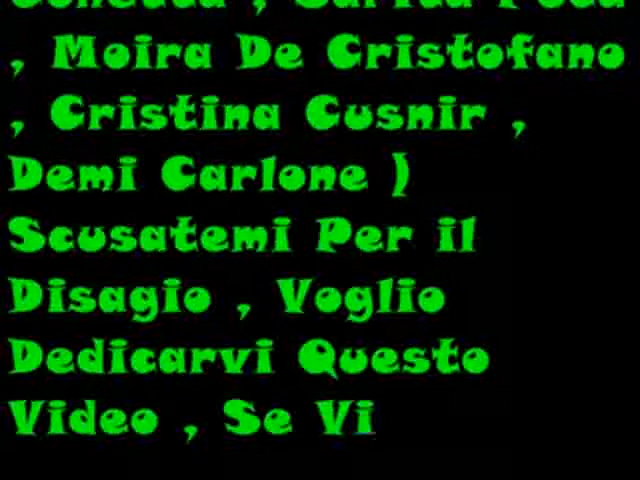 , Moira De Cristofano
, Cristina Cusnir ,
Demi Carlone )
Scusatemi Per il
Disagio , Voglio
Dedicarvi Questo
Video , Se Vi